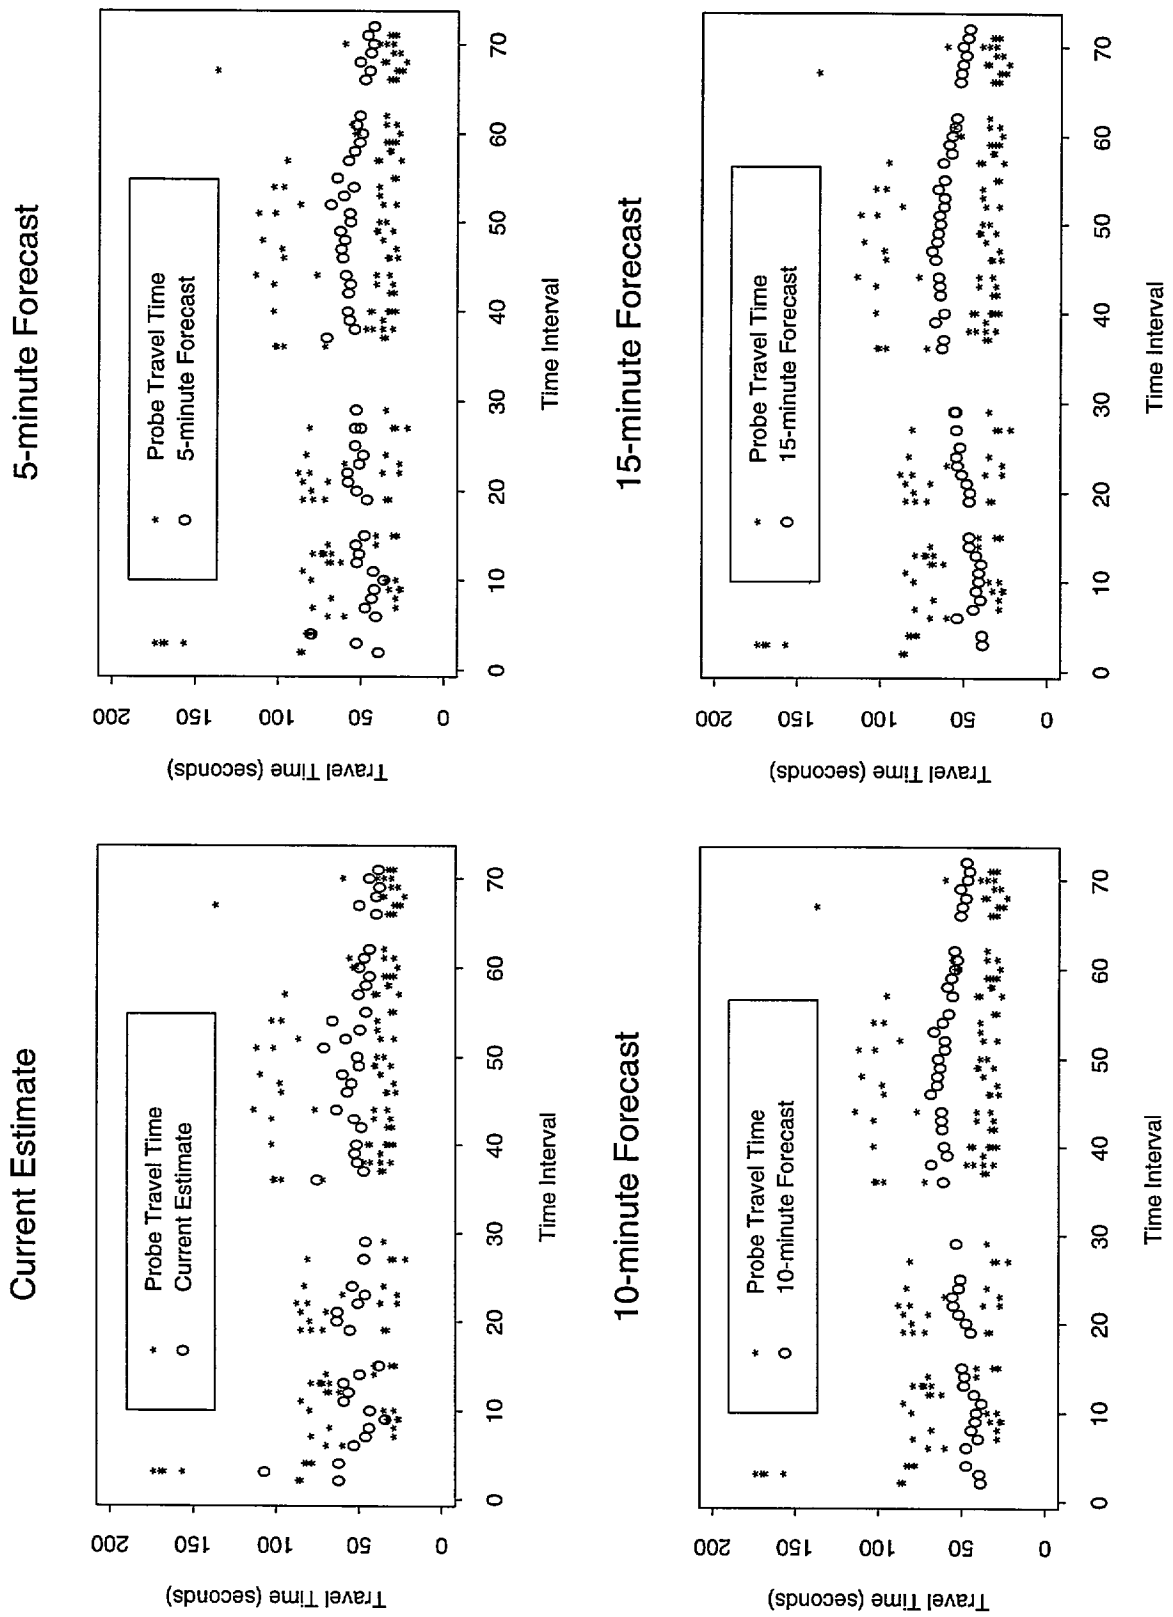 Current Estimate
Travel Time (seconds)
200
150
100
50
0
* Probe Travel Time
o Current Estimate
0 10 20 30 40 50 60 70
Time Interval
5-minute Forecast
Travel Time (seconds)
200
150
100
50
0
* Probe Travel Time
o 5-minute Forecast
0 10 20 30 40 50 60 70
Time Interval
10-minute Forecast
Travel Time (seconds)
200
150
100
50
0
* Probe Travel Time
o 10-minute Forecast
0 10 20 30 40 50 60 70
Time Interval
15-minute Forecast
Travel Time (seconds)
200
150
100
50
0
* Probe Travel Time
o 15-minute Forecast
0 10 20 30 40 50 60 70
Time Interval